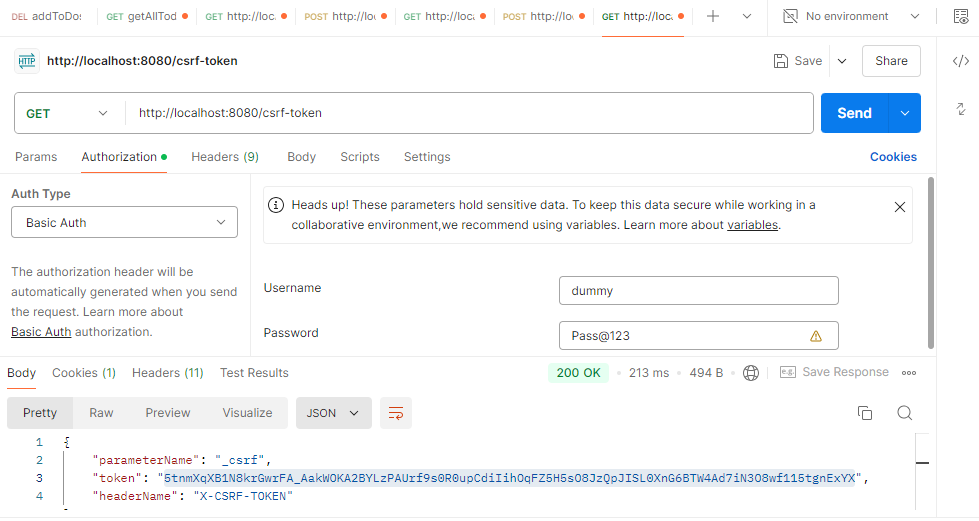 DEL addToDo:
GET getAllTod
GET http://loc
POST http://loc
GET http://loc
POST http://loc
GET http://loc
No environment
HTTP http://localhost:8080/csrf-token
Save
Share
GET http://localhost:8080/csrf-token
Send
Params Authorization Headers (9) Body Scripts Settings Cookies
Auth Type
Basic Auth
The authorization header will be
automatically generated when you send
the request. Learn more about
Basic Auth authorization.
Heads up! These parameters hold sensitive data. To keep this data secure while working in a
collaborative environment,we recommend using variables. Learn more about variables.
Username dummy
Password Pass@123
Body Cookies (1) Headers (11) Test Results 200 OK 213 ms 494 B e.g. Save Response
Pretty Raw Preview Visualize JSON
1 {
2 "parameterName": "_csrf",
3 "token": "5tnmXqXB1N8krGwrFA_AakWOKA2BYLzPAUrf9s0R0upCdiIihOqFZ5H5sO8JzQpJISL0XnG6BTW4Ad7iN3O8wf115tgnExYX",
4 "headerName": "X-CSRF-TOKEN"